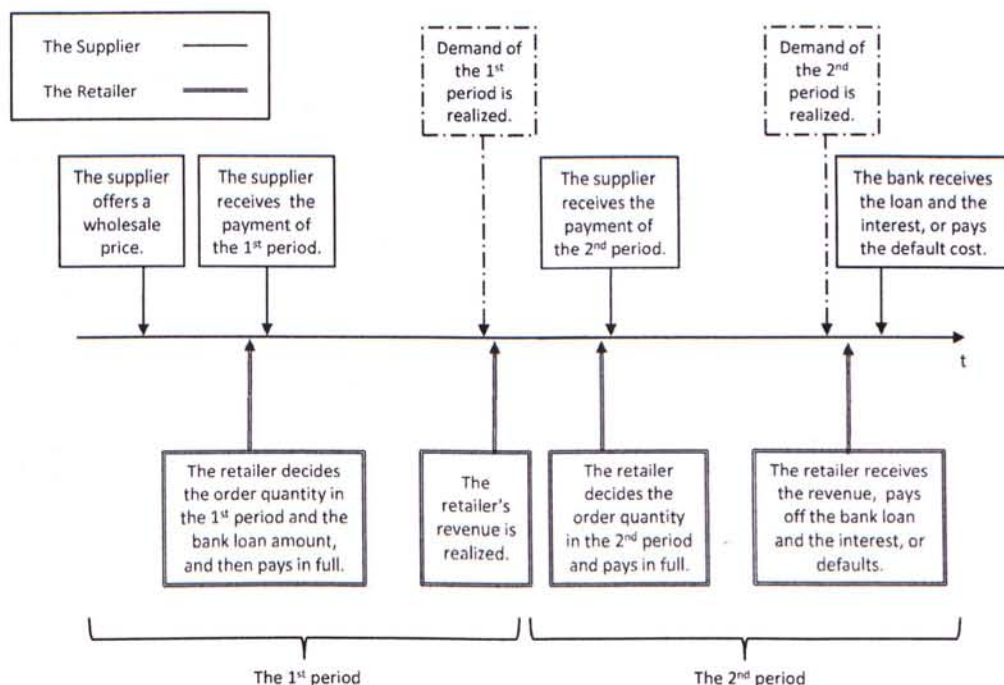 The Supplier
The Retailer
Demand of
the 1st
period is
realized.
Demand of
the 2nd
period is
realized.
The supplier
offers a
wholesale
price.
The supplier
receives the
payment of
the 1st period.
The supplier
receives the
payment of
the 2nd period.
The bank receives
the loan and the
interest, or pays
the default cost.
t
The retailer decides
the order quantity in
the 1st period and the
bank loan amount,
and then pays in full.
The
retailer's
revenue is
realized.
The retailer
decides the
order quantity
in the 2nd period
and pays in full.
The retailer receives
the revenue, pays
off the bank loan
and the interest, or
defaults.
The 1st period
The 2nd period